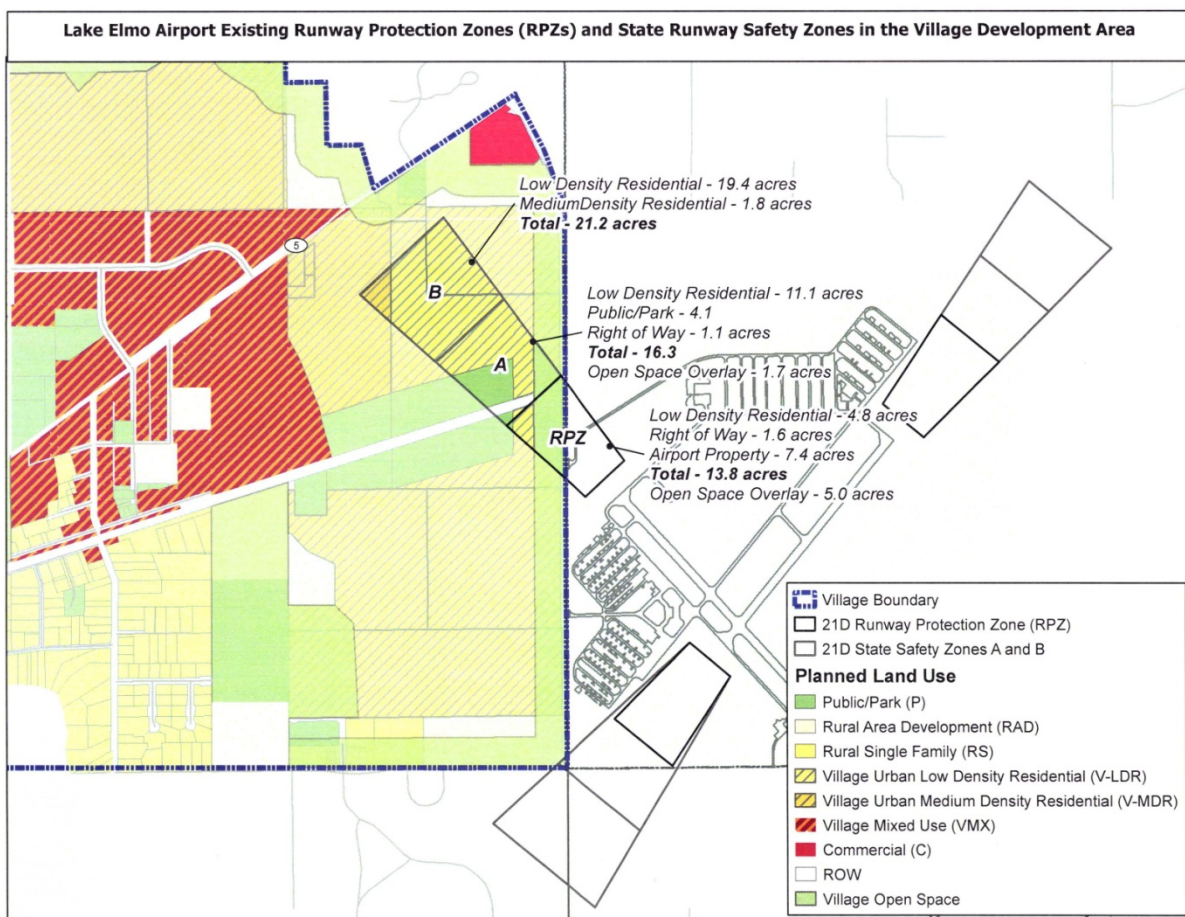 Lake Elmo Airport Existing Runway Protection Zones (RPZs) and State Runway Safety Zones in the Village Development Area
Low Density Residential - 19.4 acres
MediumDensity Residential - 1.8 acres
Total - 21.2 acres
5
B
Low Density Residential - 11.1 acres
Public/Park - 4.1
Right of Way - 1.1 acres
Total - 16.3
Open Space Overlay - 1.7 acres
A
RPZ
Low Density Residential - 4.8 acres
Right of Way - 1.6 acres
Airport Property - 7.4 acres
Total - 13.8 acres
Open Space Overlay - 5.0 acres
Village Boundary
21D Runway Protection Zone (RPZ)
21D State Safety Zones A and B
Planned Land Use
Public/Park (P)
Rural Area Development (RAD)
Rural Single Family (RS)
Village Urban Low Density Residential (V-LDR)
Village Urban Medium Density Residential (V-MDR)
Village Mixed Use (VMX)
Commercial (C)
ROW
Village Open Space